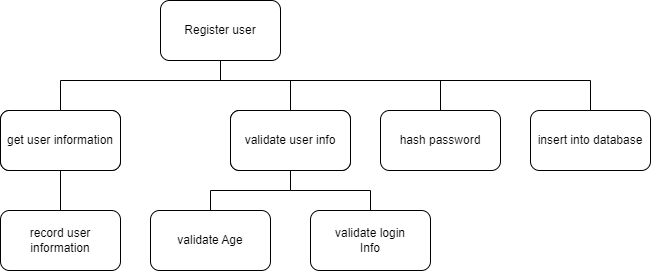 Register user
get user information
validate user info
hash password
insert into database
record user
information
validate Age
validate login
Info